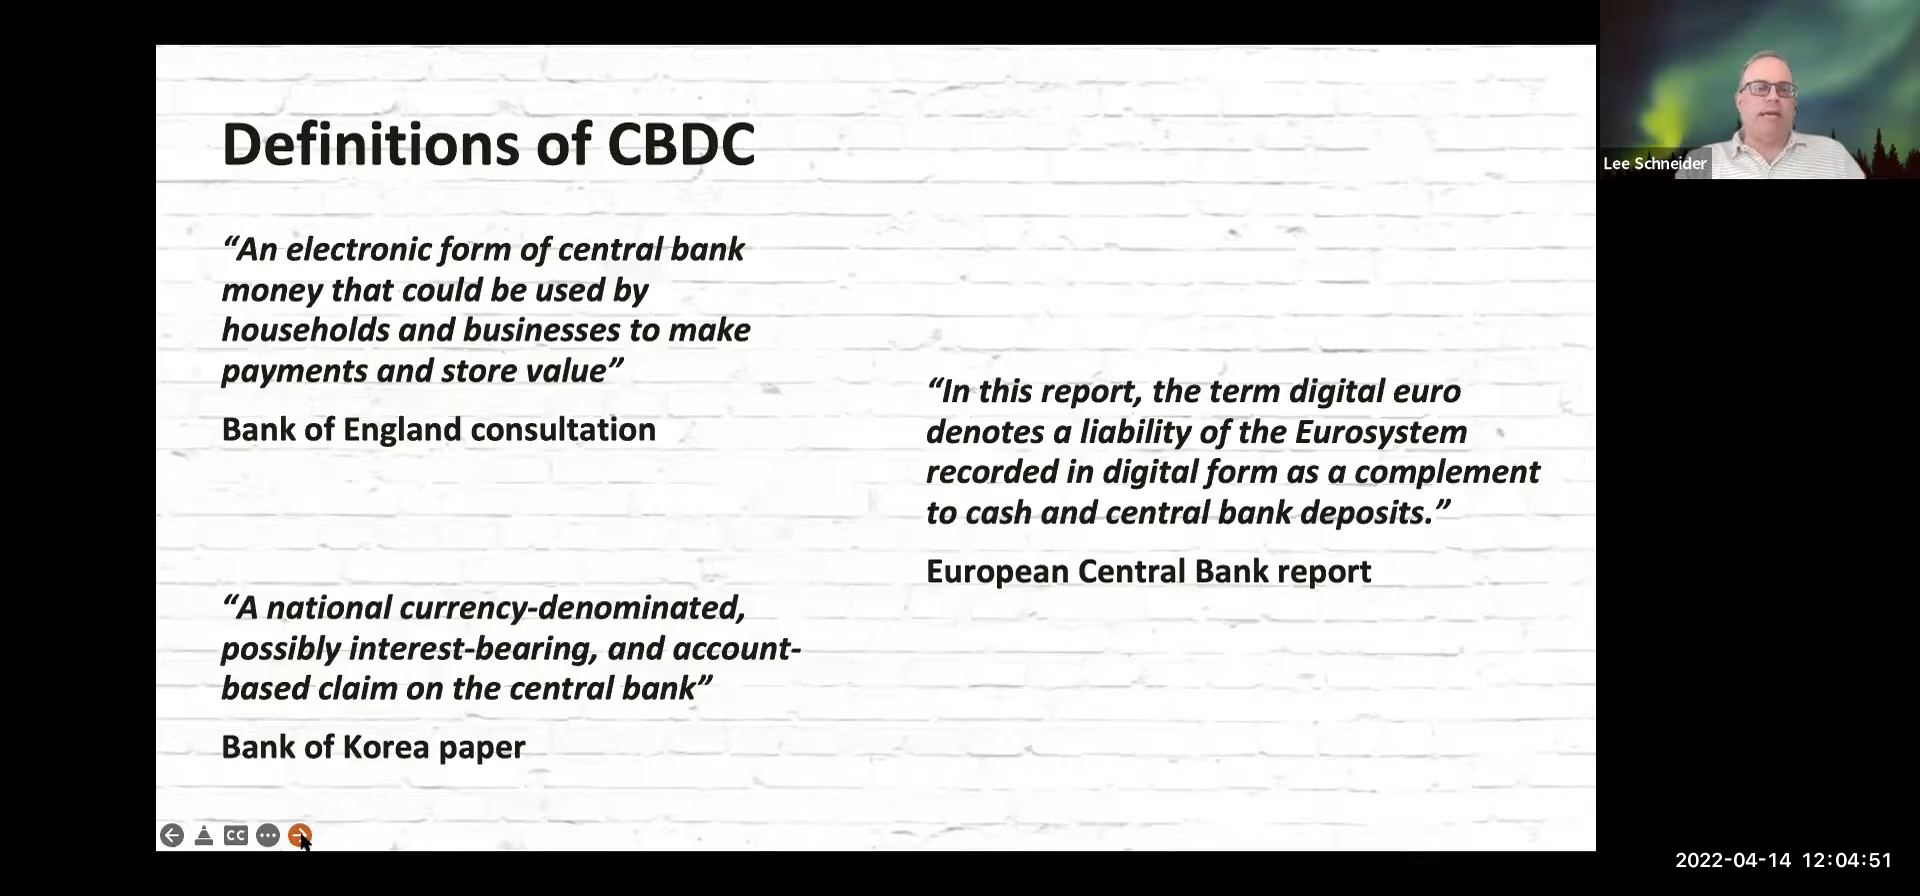 Definitions of CBDC
“An electronic form of central bank
money that could be used by
households and businesses to make
payments and store value”
Bank of England consultation
“A national currency-denominated,
possibly interest-bearing, and account-
based claim on the central bank”
Bank of Korea paper
“In this report, the term digital euro
denotes a liability of the Eurosystem
recorded in digital form as a complement
to cash and central bank deposits.”
European Central Bank report
CC
Lee Schneider
2022-04-14 12:04:51